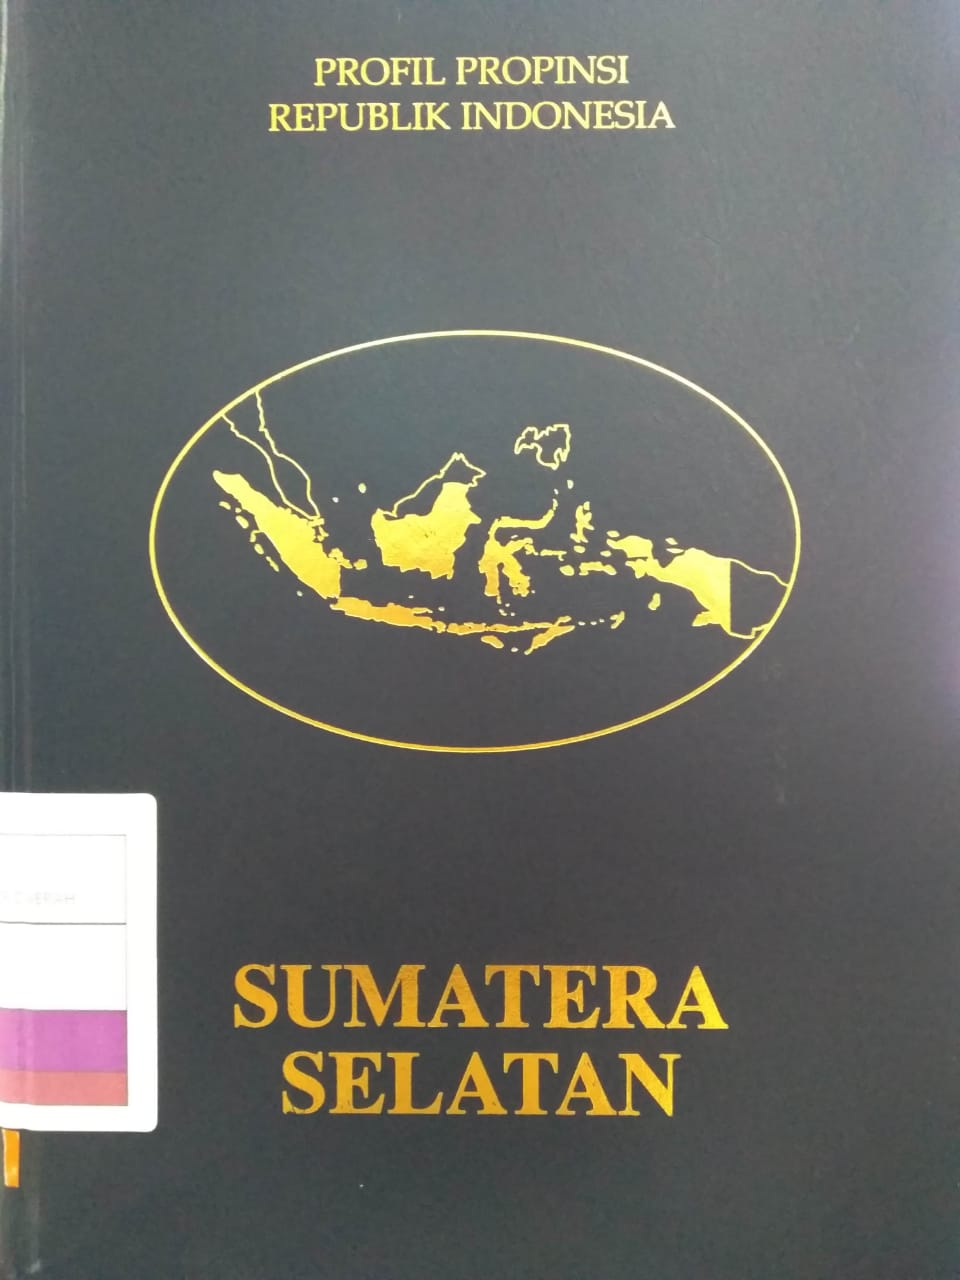 PROFIL PROPINSI
REPUBLIK INDONESIA
SUMATERA
SELATAN